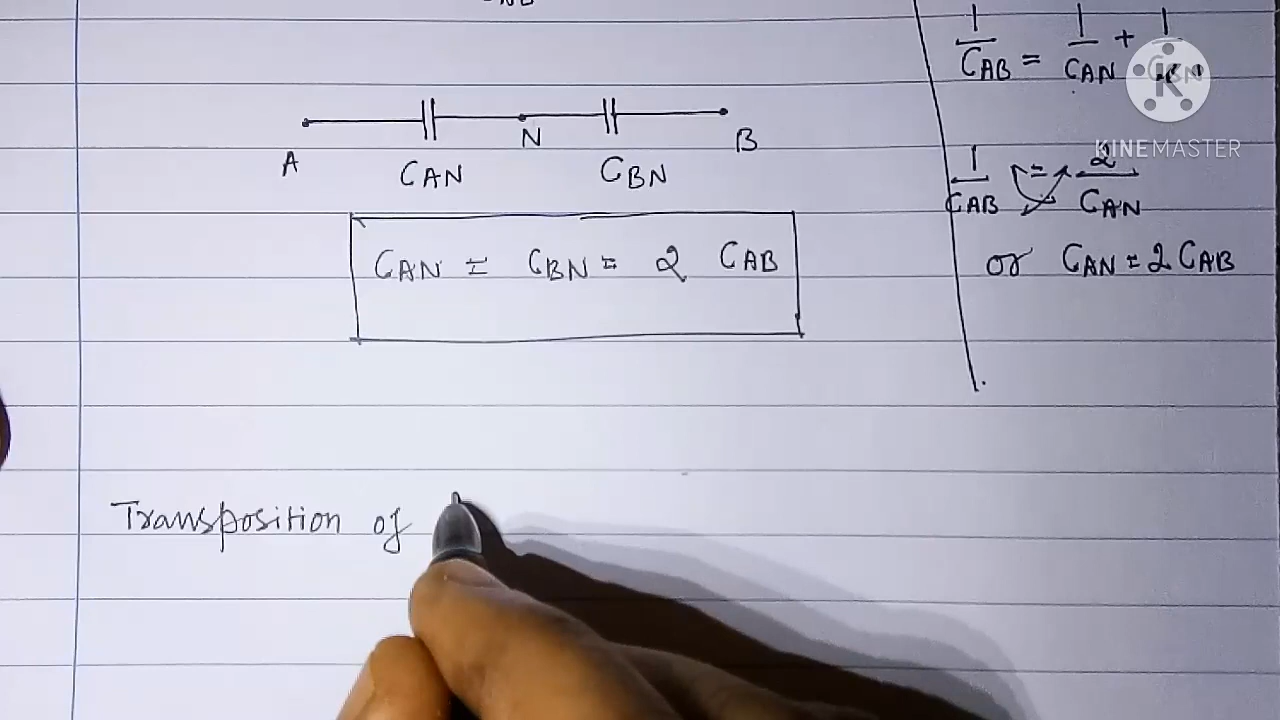 1/CAB = 1/CAN + 1/CBN
A N B
CAN CBN
CAN = CBN = 2 CAB
1/CAB = 2/CAN
or CAN = 2 CAB
Transposition of
K
KINEMASTER